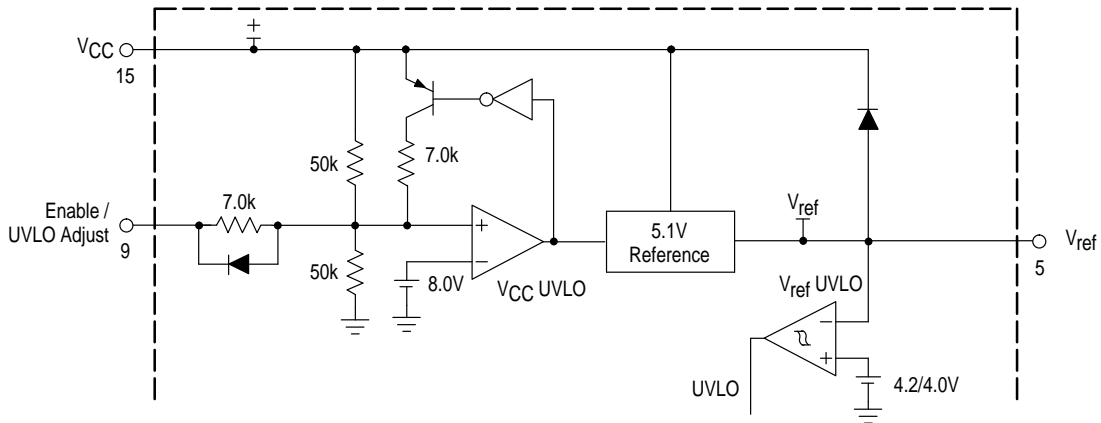 VCC
15
+
50k
7.0k
7.0k
Enable /
UVLO Adjust
9
50k
+
−
8.0V
VCC UVLO
5.1V
Reference
Vref
Vref
5
Vref UVLO
−
+
UVLO
4.2/4.0V